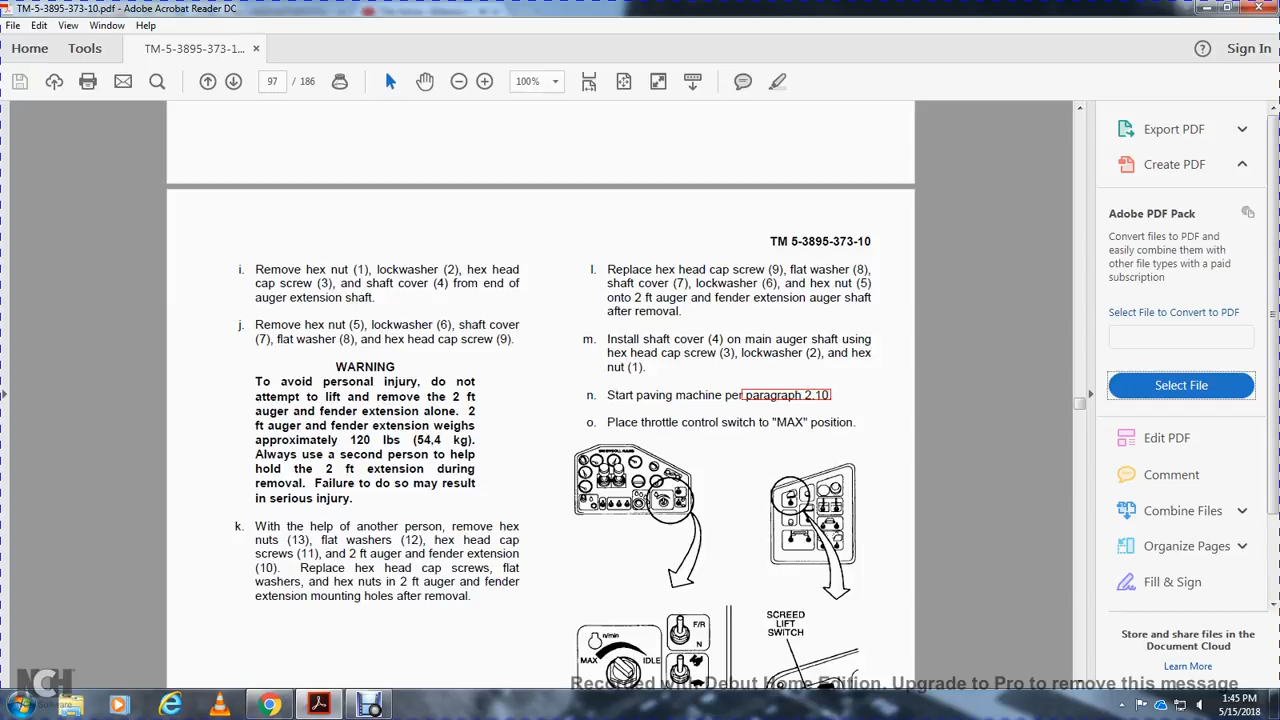 TM-5-3895-373-10.pdf - Adobe Acrobat Reader DC
File Edit View Window Help
Home Tools TM-5-3895-373-1... × Sign In
97 / 186 100%
TM 5-3895-373-10
i. Remove hex nut (1), lockwasher (2), hex head
cap screw (3), and shaft cover (4) from end of
auger extension shaft.
j. Remove hex nut (5), lockwasher (6), shaft cover
(7), flat washer (8), and hex head cap screw (9).
WARNING
To avoid personal injury, do not
attempt to lift and remove the 2 ft
auger and fender extension alone. 2
ft auger and fender extension weighs
approximately 120 lbs (54,4 kg).
Always use a second person to help
hold the 2 ft extension during
removal. Failure to do so may result
in serious injury.
k. With the help of another person, remove hex
nuts (13), flat washers (12), hex head cap
screws (11), and 2 ft auger and fender extension
(10). Replace hex head cap screws, flat
washers, and hex nuts in 2 ft auger and fender
extension mounting holes after removal.
l. Replace hex head cap screw (9), flat washer (8),
shaft cover (7), lockwasher (6), and hex nut (5)
onto 2 ft auger and fender extension auger shaft
after removal.
m. Install shaft cover (4) on main auger shaft using
hex head cap screw (3), lockwasher (2), and hex
nut (1).
n. Start paving machine per paragraph 2.10.
o. Place throttle control switch to "MAX" position.
n/min
MAX IDLE
F/R
N
SCREED
LIFT
SWITCH
Export PDF
Create PDF
Adobe PDF Pack
Convert files to PDF and
easily combine them with
other file types with a paid
subscription
Select File to Convert to PDF
Select File
Edit PDF
Comment
Combine Files
Organize Pages
Fill & Sign
Store and share files in the
Document Cloud
Learn More
NCH
Software
Recorded with Debut Home Edition. Upgrade to Pro to remove this message
1:45 PM
5/15/2018